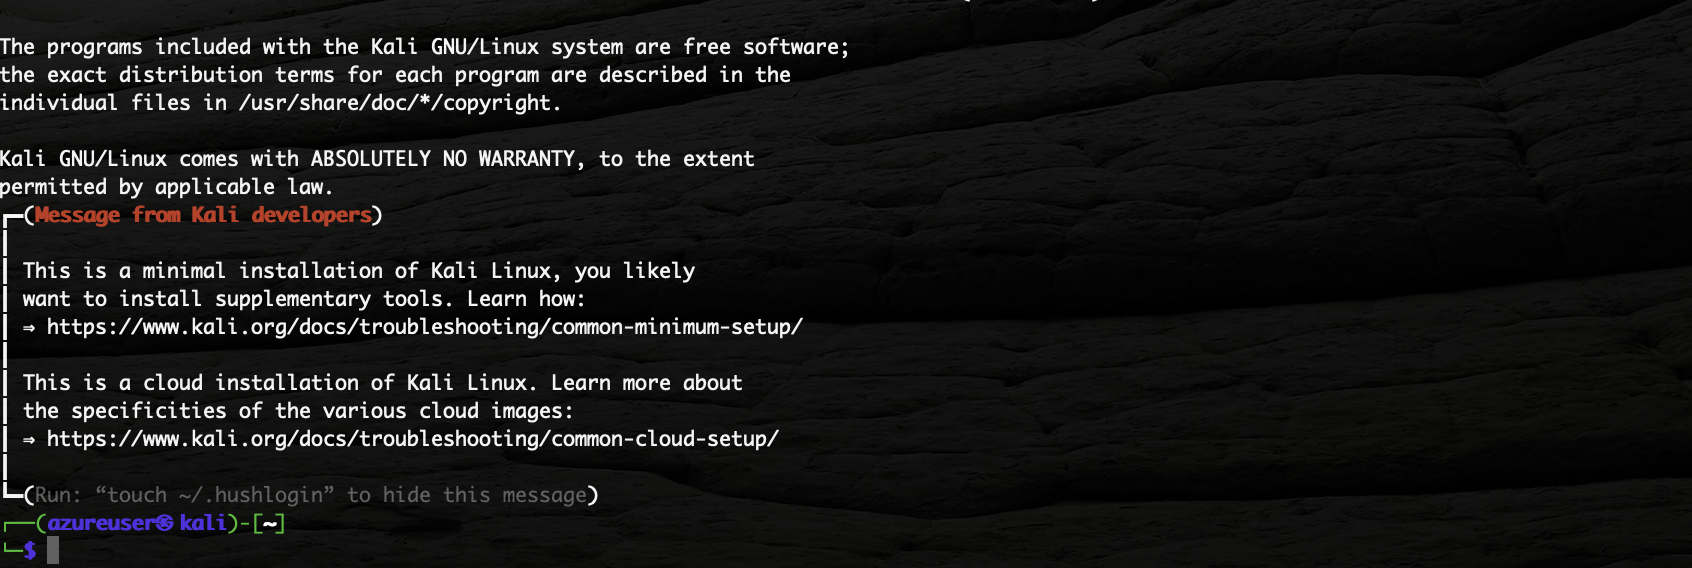 The programs included with the Kali GNU/Linux system are free software;
the exact distribution terms for each program are described in the
individual files in /usr/share/doc/*/copyright.
Kali GNU/Linux comes with ABSOLUTELY NO WARRANTY, to the extent
permitted by applicable law.
┏━(Message from Kali developers)
┃
┃ This is a minimal installation of Kali Linux, you likely
┃ want to install supplementary tools. Learn how:
┃ ⇒ https://www.kali.org/docs/troubleshooting/common-minimum-setup/
┃
┃ This is a cloud installation of Kali Linux. Learn more about
┃ the specificities of the various cloud images:
┃ ⇒ https://www.kali.org/docs/troubleshooting/common-cloud-setup/
┃
┗━(Run: “touch ~/.hushlogin” to hide this message)
┌──(azureuser㉿kali)-[~]
└─$